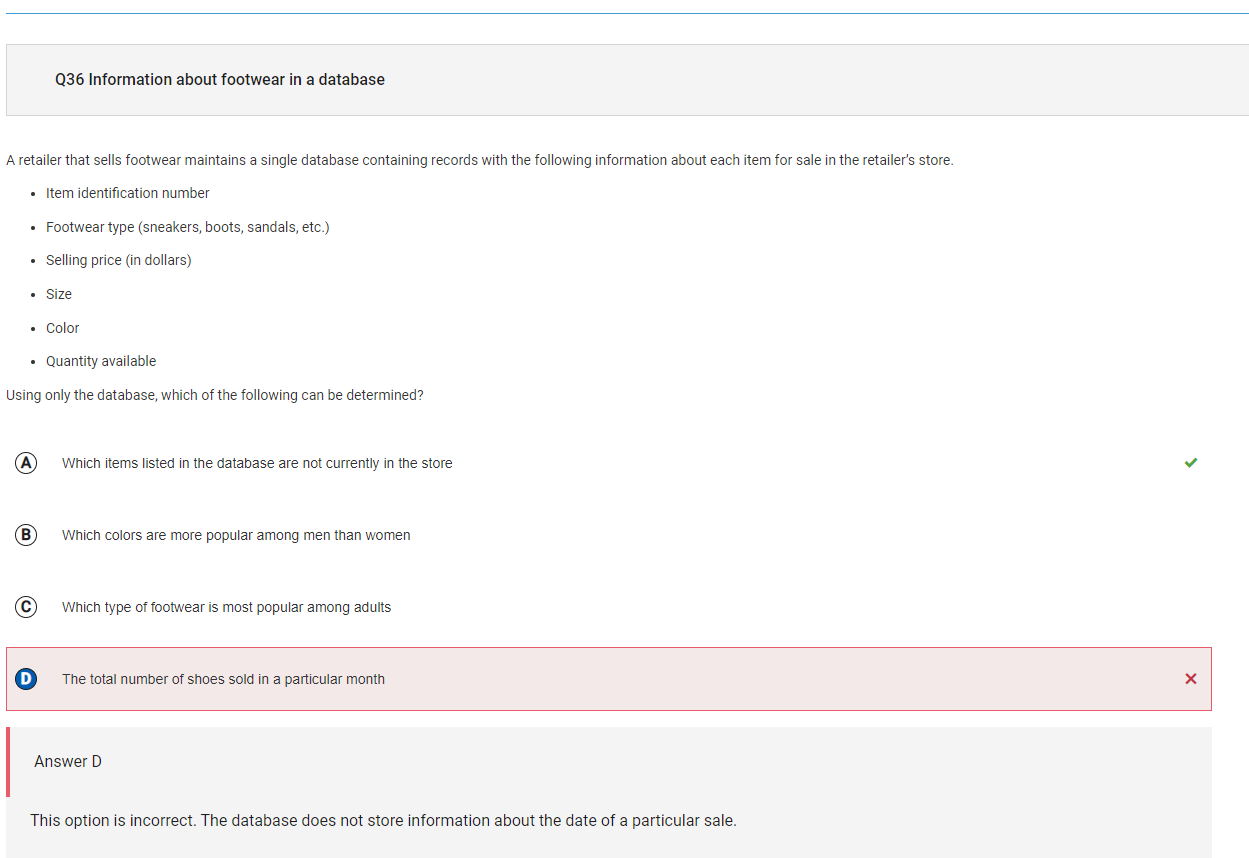 Q36 Information about footwear in a database
A retailer that sells footwear maintains a single database containing records with the following information about each item for sale in the retailer's store.
• Item identification number
• Footwear type (sneakers, boots, sandals, etc.)
• Selling price (in dollars)
• Size
• Color
• Quantity available
Using only the database, which of the following can be determined?
A Which items listed in the database are not currently in the store
B Which colors are more popular among men than women
C Which type of footwear is most popular among adults
D The total number of shoes sold in a particular month
Answer D
This option is incorrect. The database does not store information about the date of a particular sale.